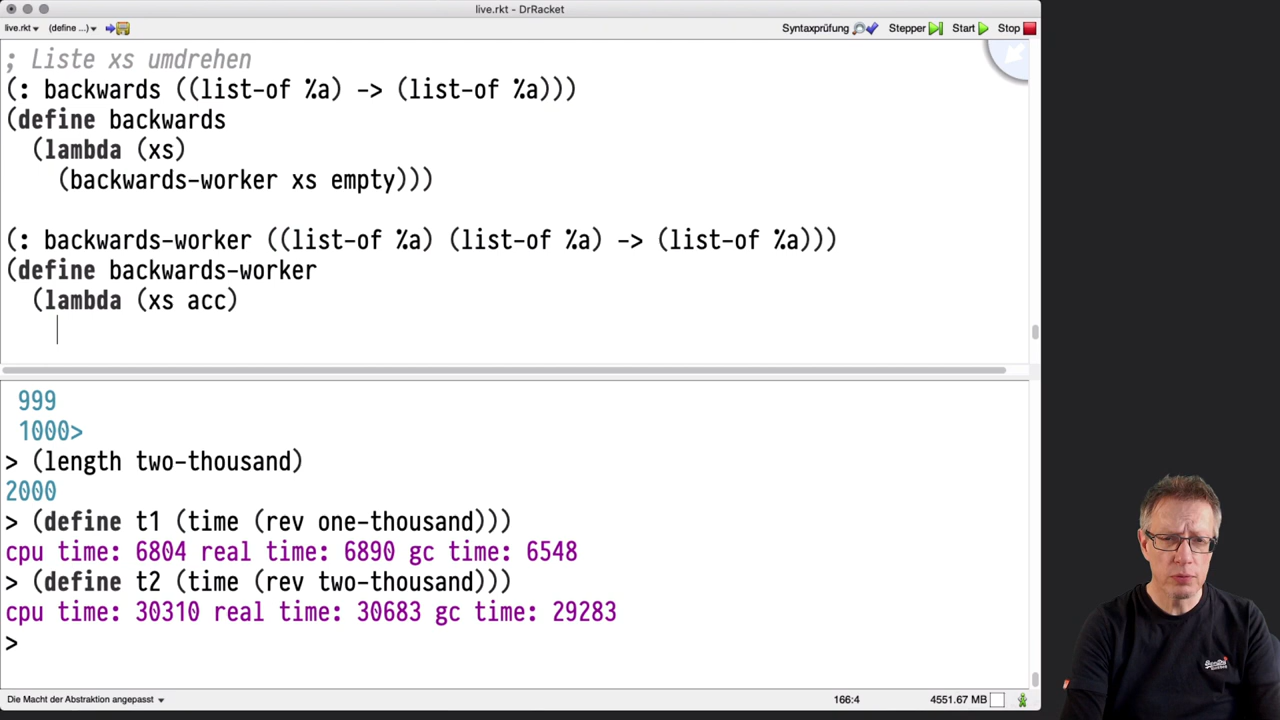 live.rkt - DrRacket
live.rkt▾ (define ...)▾ Syntaxprüfung Stepper Start Stop
; Liste xs umdrehen
(: backwards ((list-of %a) -> (list-of %a)))
(define backwards
(lambda (xs)
(backwards-worker xs empty)))
(: backwards-worker ((list-of %a) (list-of %a) -> (list-of %a)))
(define backwards-worker
(lambda (xs acc)
999
1000>
> (length two-thousand)
2000
> (define t1 (time (rev one-thousand)))
cpu time: 6804 real time: 6890 gc time: 6548
> (define t2 (time (rev two-thousand)))
cpu time: 30310 real time: 30683 gc time: 29283
>
Die Macht der Abstraktion angepasst ▾ 166:4 4551.67 MB